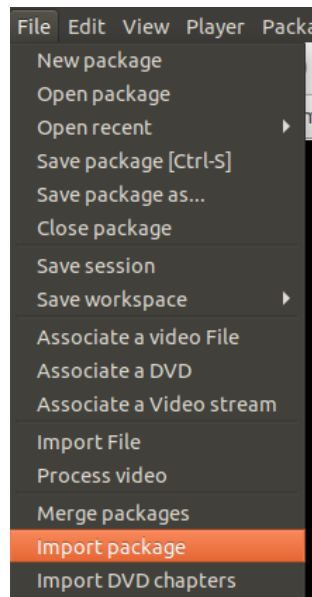 File Edit View Player Packa
New package
Open package
Open recent
Save package [Ctrl-S]
Save package as...
Close package
Save session
Save workspace
Associate a video File
Associate a DVD
Associate a Video stream
Import File
Process video
Merge packages
Import package
Import DVD chapters